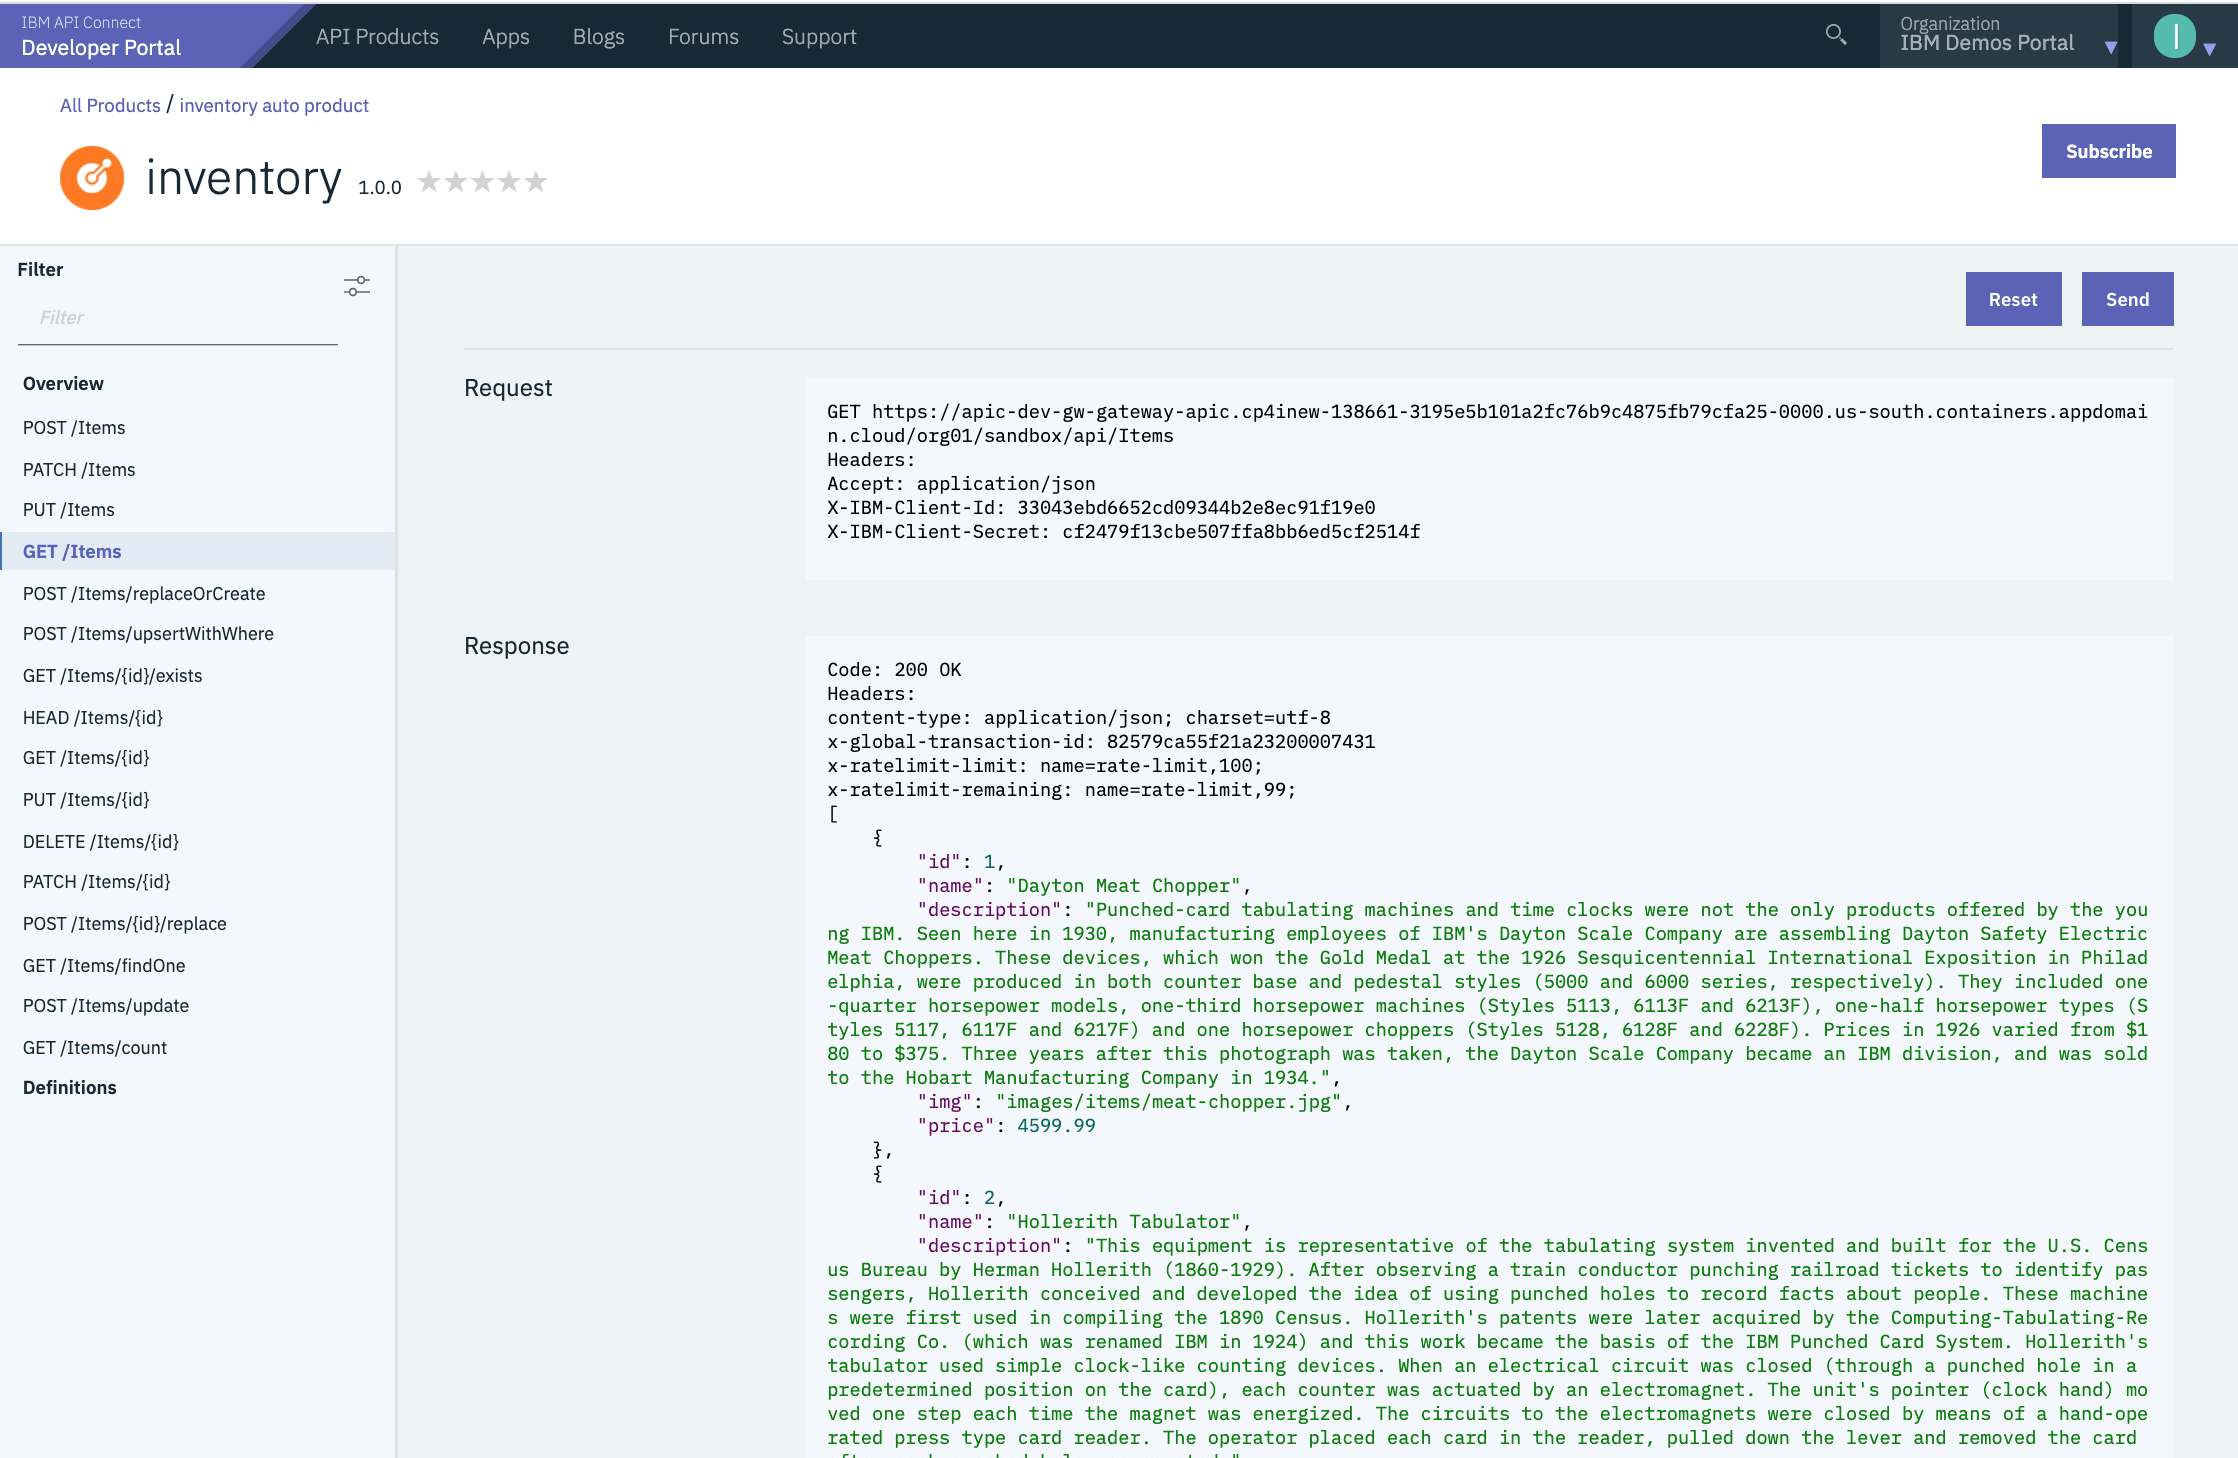 IBM API Connect
Developer Portal
API Products
Apps
Blogs
Forums
Support
Organization
IBM Demos Portal
I
All Products / inventory auto product
inventory 1.0.0
Subscribe
Filter
Filter
Overview
POST /Items
PATCH /Items
PUT /Items
GET /Items
POST /Items/replaceOrCreate
POST /Items/upsertWithWhere
GET /Items/{id}/exists
HEAD /Items/{id}
GET /Items/{id}
PUT /Items/{id}
DELETE /Items/{id}
PATCH /Items/{id}
POST /Items/{id}/replace
GET /Items/findOne
POST /Items/update
GET /Items/count
Definitions
Reset
Send
Request
GET https://apic-dev-gw-gateway-apic.cp4inew-138661-3195e5b101a2fc76b9c4875fb79cfa25-0000.us-south.containers.appdomai
n.cloud/org01/sandbox/api/Items
Headers:
Accept: application/json
X-IBM-Client-Id: 33043ebd6652cd09344b2e8ec91f19e0
X-IBM-Client-Secret: cf2479f13cbe507ffa8bb6ed5cf2514f
Response
Code: 200 OK
Headers:
content-type: application/json; charset=utf-8
x-global-transaction-id: 82579ca55f21a23200007431
x-ratelimit-limit: name=rate-limit,100;
x-ratelimit-remaining: name=rate-limit,99;
[
{
"id": 1,
"name": "Dayton Meat Chopper",
"description": "Punched-card tabulating machines and time clocks were not the only products offered by the you
ng IBM. Seen here in 1930, manufacturing employees of IBM's Dayton Scale Company are assembling Dayton Safety Electric
Meat Choppers. These devices, which won the Gold Medal at the 1926 Sesquicentennial International Exposition in Philad
elphia, were produced in both counter base and pedestal styles (5000 and 6000 series, respectively). They included one
-quarter horsepower models, one-third horsepower machines (Styles 5113, 6113F and 6213F), one-half horsepower types (S
tyles 5117, 6117F and 6217F) and one horsepower choppers (Styles 5128, 6128F and 6228F). Prices in 1926 varied from $1
80 to $375. Three years after this photograph was taken, the Dayton Scale Company became an IBM division, and was sold
to the Hobart Manufacturing Company in 1934.",
"img": "images/items/meat-chopper.jpg",
"price": 4599.99
},
{
"id": 2,
"name": "Hollerith Tabulator",
"description": "This equipment is representative of the tabulating system invented and built for the U.S. Cens
us Bureau by Herman Hollerith (1860-1929). After observing a train conductor punching railroad tickets to identify pas
sengers, Hollerith conceived and developed the idea of using punched holes to record facts about people. These machine
s were first used in compiling the 1890 Census. Hollerith's patents were later acquired by the Computing-Tabulating-Re
cording Co. (which was renamed IBM in 1924) and this work became the basis of the IBM Punched Card System. Hollerith's
tabulator used simple clock-like counting devices. When an electrical circuit was closed (through a punched hole in a
predetermined position on the card), each counter was actuated by an electromagnet. The unit's pointer (clock hand) mo
ved one step each time the magnet was energized. The circuits to the electromagnets were closed by means of a hand-ope
rated press type card reader. The operator placed each card in the reader, pulled down the lever and removed the card